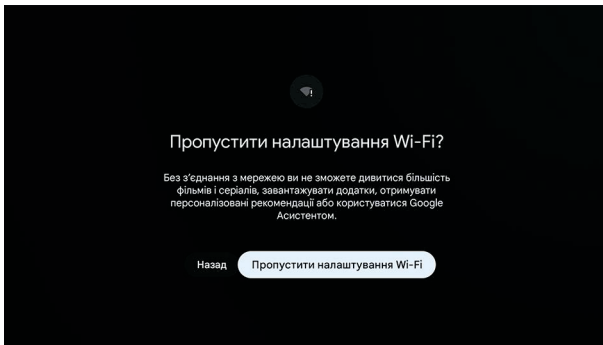 Пропустити налаштування Wi-Fi?
Без з’єднання з мережею ви не зможете дивитися більшість
фільмів і серіалів, завантажувати додатки, отримувати
персоналізовані рекомендації або користуватися Google
Асистентом.
Назад Пропустити налаштування Wi-Fi